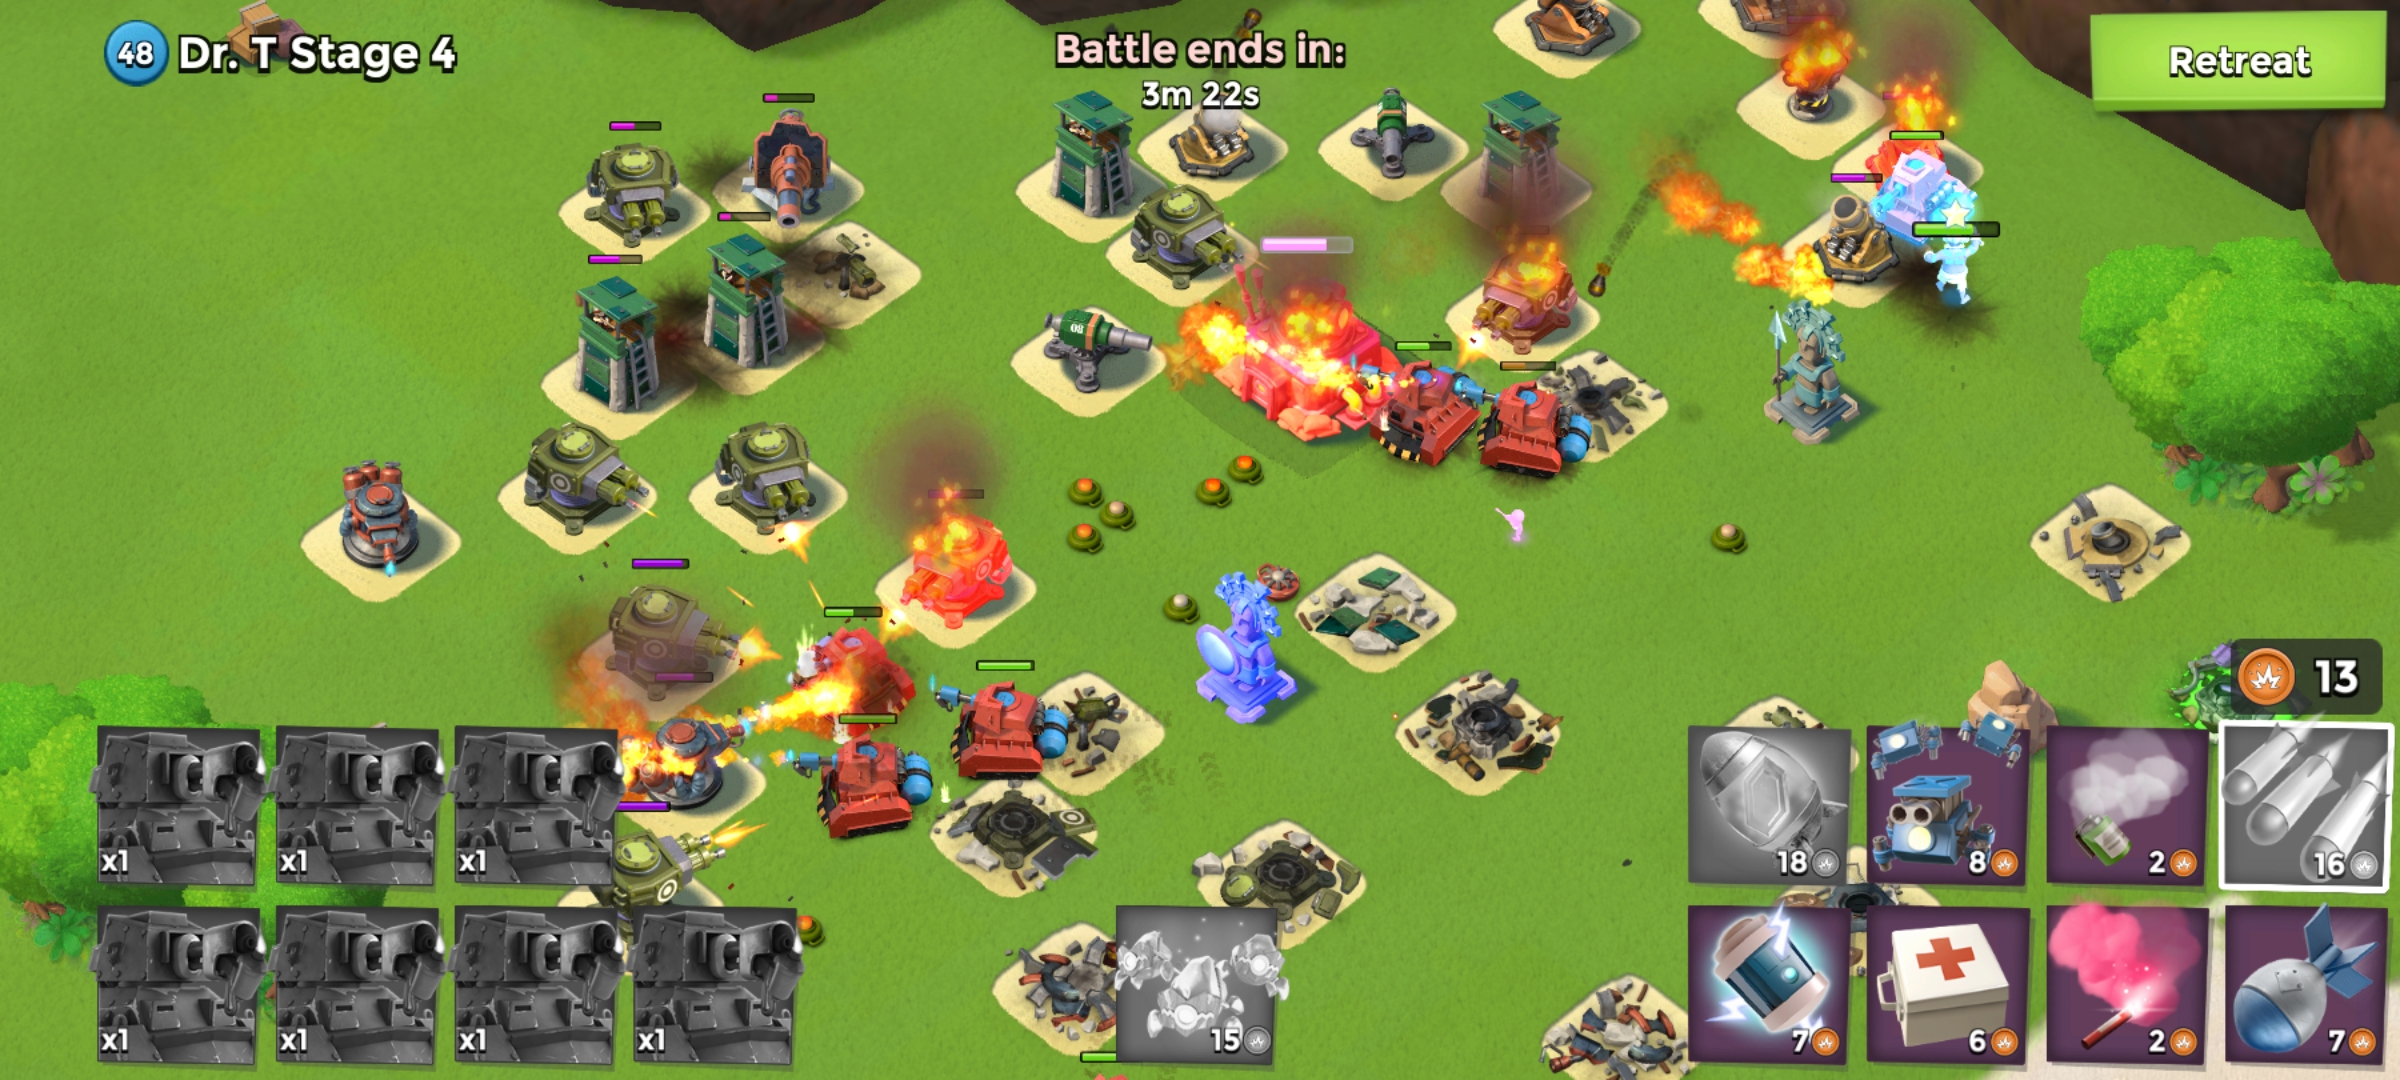 48 Dr. T Stage 4
Battle ends in:
3m 22s
Retreat
08
13
x1 x1 x1
18 8 2 16
x1 x1 x1 x1
15
7 6 2 7